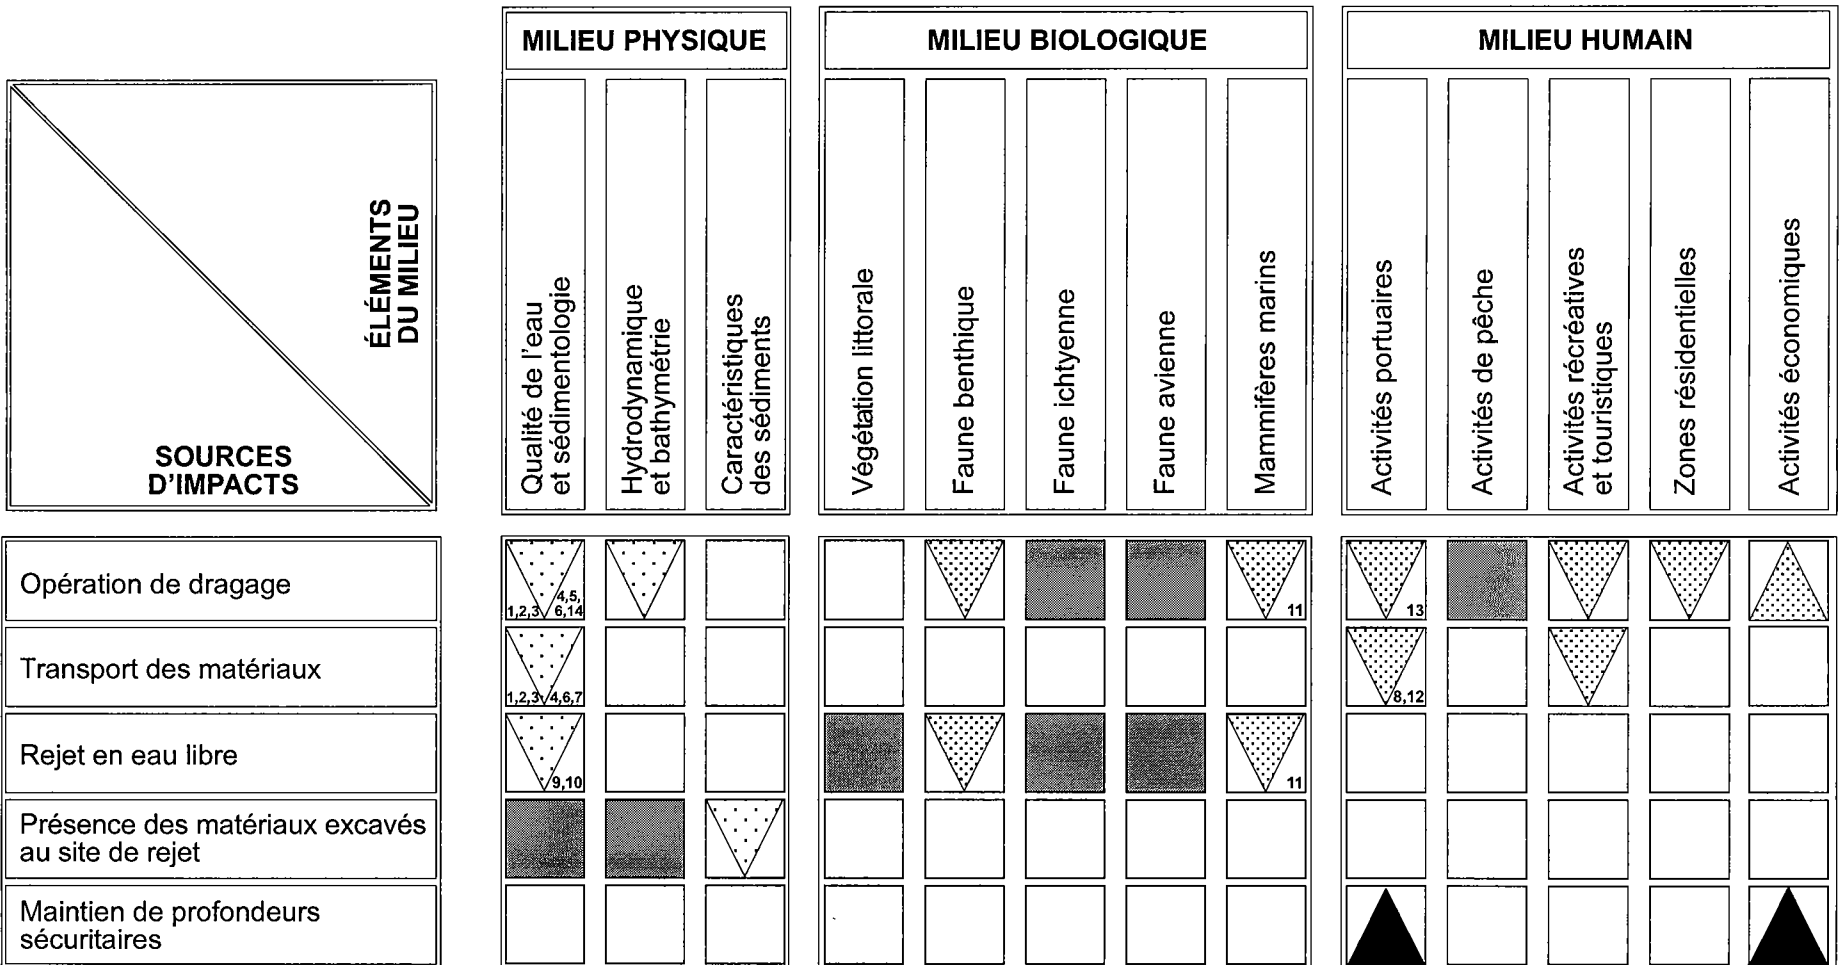 MILIEU PHYSIQUE
MILIEU BIOLOGIQUE
MILIEU HUMAIN
ÉLÉMENTS
DU MILIEU
SOURCES
D'IMPACTS
Qualité de l'eau
et sédimentologie
Hydrodynamique
et bathymétrie
Caractéristiques
des sédiments
Végétation littorale
Faune benthique
Faune ichtyenne
Faune avienne
Mammifères marins
Activités portuaires
Activités de pêche
Activités récréatives
et touristiques
Zones résidentielles
Activités économiques
Opération de dragage
1,2,3
4,5,
6,14
11
13
Transport des matériaux
1,2,3
4,6,7
8,12
Rejet en eau libre
9,10
11
Présence des matériaux excavés
au site de rejet
Maintien de profondeurs
sécuritaires